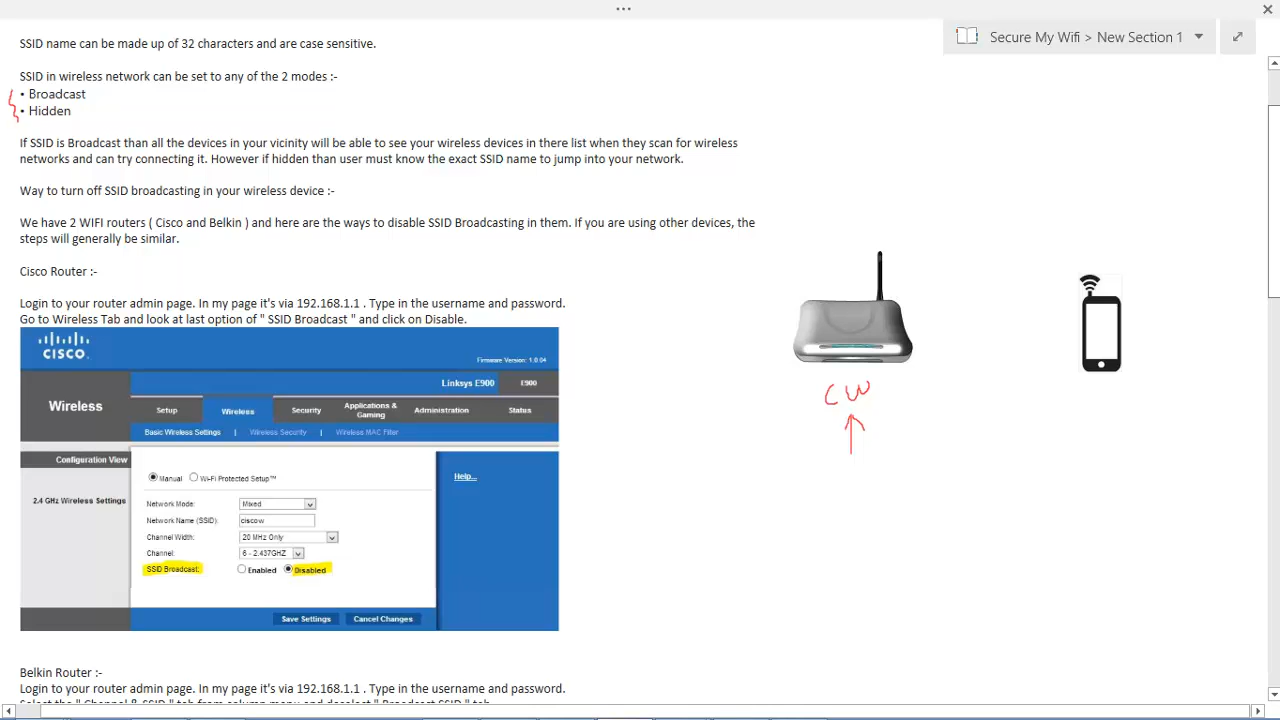 Secure My Wifi > New Section 1
SSID name can be made up of 32 characters and are case sensitive.
SSID in wireless network can be set to any of the 2 modes :-
• Broadcast
• Hidden
If SSID is Broadcast than all the devices in your vicinity will be able to see your wireless devices in there list when they scan for wireless
networks and can try connecting it. However if hidden than user must know the exact SSID name to jump into your network.
Way to turn off SSID broadcasting in your wireless device :-
We have 2 WIFI routers ( Cisco and Belkin ) and here are the ways to disable SSID Broadcasting in them. If you are using other devices, the
steps will generally be similar.
Cisco Router :-
Login to your router admin page. In my page it's via 192.168.1.1 . Type in the username and password.
Go to Wireless Tab and look at last option of " SSID Broadcast " and click on Disable.
CISCO.
Firmware Version: 1.0.04
Linksys E900 E900
Wireless
Setup Wireless Security Applications & Gaming Administration Status
Basic Wireless Settings | Wireless Security | Wireless MAC Filter
Configuration View
Manual Wi-Fi Protected Setup™
Help...
2.4 GHz Wireless Settings
Network Mode: Mixed
Network Name (SSID): ciscow
Channel Width: 20 MHz Only
Channel: 6 - 2.437GHZ
SSID Broadcast: Enabled Disabled
Save Settings Cancel Changes
CW
Belkin Router :-
Login to your router admin page. In my page it's via 192.168.1.1 . Type in the username and password.
Select the " Channel & SSID " tab from column menu and deselect " Broadcast SSID " tab